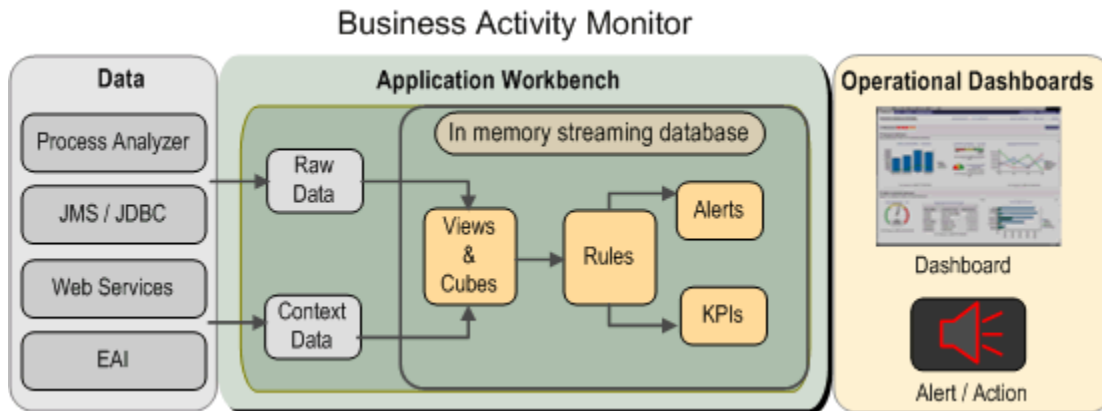 Business Activity Monitor
Data
Process Analyzer
JMS / JDBC
Web Services
EAI
Application Workbench
In memory streaming database
Raw
Data
Context
Data
Views
&
Cubes
Rules
Alerts
KPIs
Operational Dashboards
Dashboard
Alert / Action